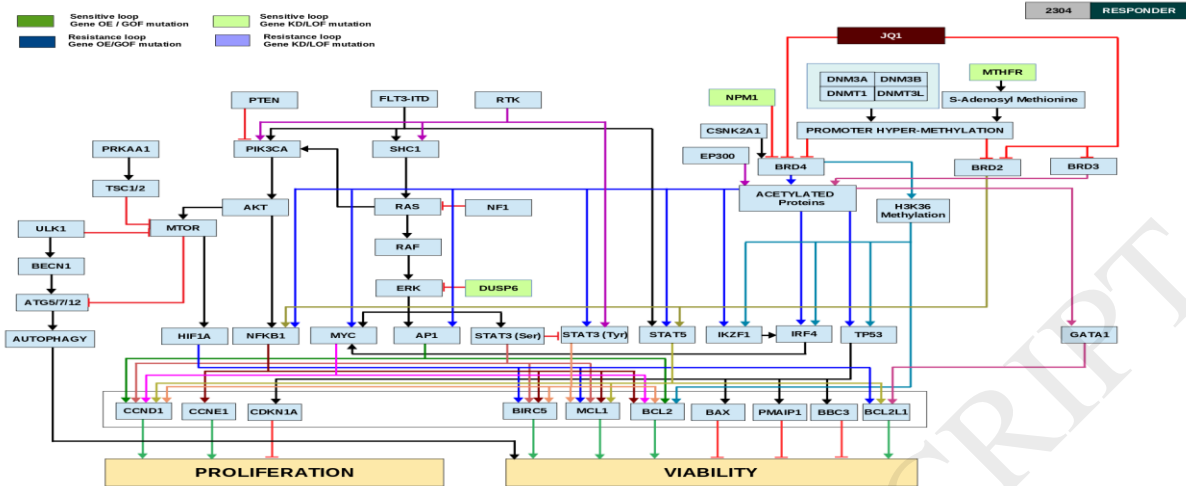 Sensitive loop
Gene OE / GOF mutation
Sensitive loop
Gene KD/LOF mutation
Resistance loop
Gene OE/GOF mutation
Resistance loop
Gene KD/LOF mutation
2304 RESPONDER
JQ1
DNM3A DNM3B
DNMT1 DNMT3L
MTHFR
S-Adenosyl Methionine
PTEN FLT3-ITD RTK NPM1
CSNK2A1 PROMOTER HYPER-METHYLATION
PRKAA1 PIK3CA SHC1 EP300 BRD4 BRD2 BRD3
TSC1/2
ACETYLATED
Proteins
H3K36
Methylation
AKT RAS NF1
ULK1 MTOR
RAF
BECN1
ERK DUSP6
ATG5/7/12
AUTOPHAGY HIF1A NFKB1 MYC AP1 STAT3 (Ser) STAT3 (Tyr) STAT5 IKZF1 IRF4 TP53 GATA1
CCND1 CCNE1 CDKN1A BIRC5 MCL1 BCL2 BAX PMAIP1 BBC3 BCL2L1
PROLIFERATION VIABILITY
CRIPT